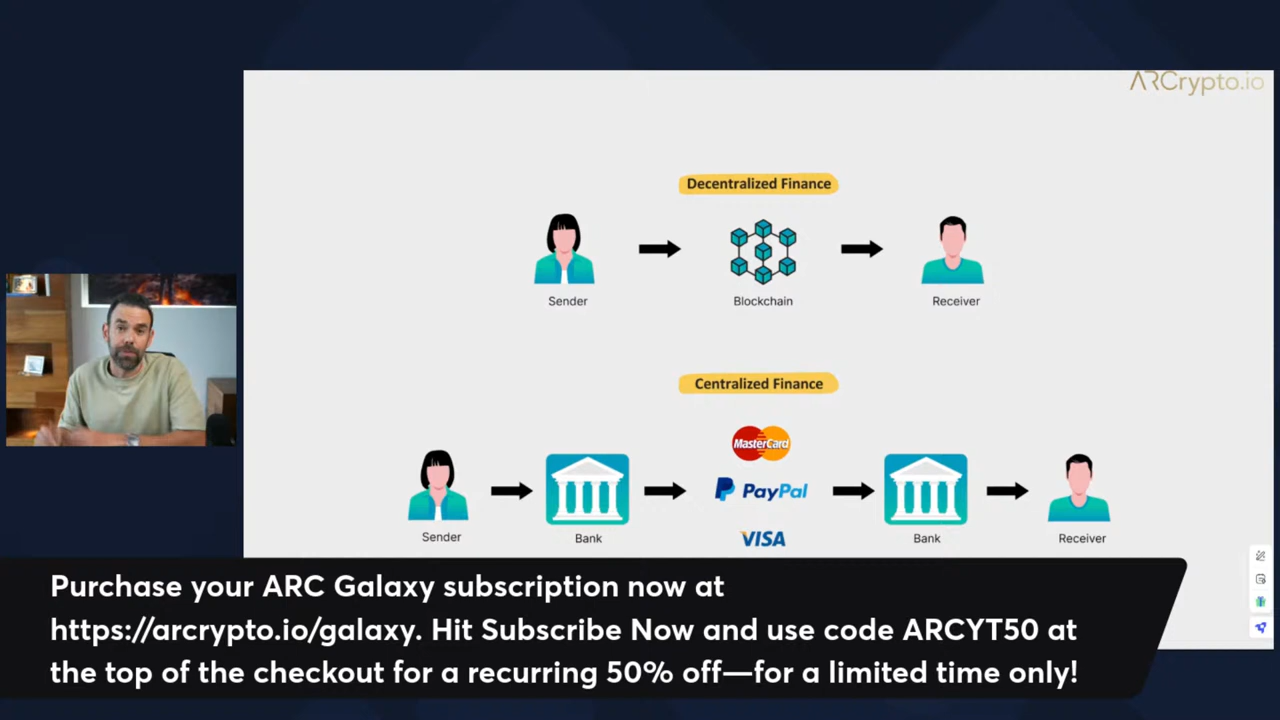 ARCrypto.io
Decentralized Finance
Sender
Blockchain
Receiver
Centralized Finance
MasterCard
PayPal
VISA
Sender
Bank
Bank
Receiver
Purchase your ARC Galaxy subscription now at
https://arcrypto.io/galaxy. Hit Subscribe Now and use code ARCYT50 at
the top of the checkout for a recurring 50% off—for a limited time only!